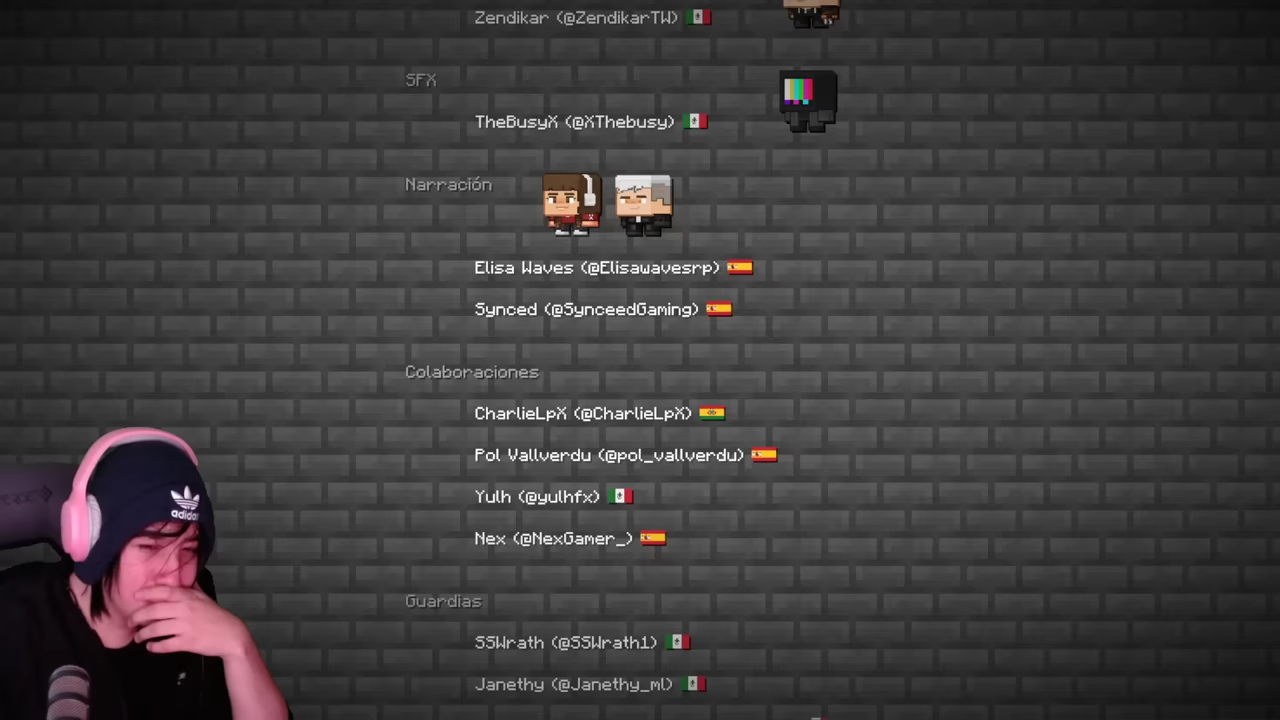 Zendikar (@ZendikarTW)
SFX
TheBusyX (@XThebusy)
Narración
Elisa Waves (@Elisawavesrp)
Synced (@SynceedGaming)
Colaboraciones
CharlieLpX (@CharlieLpX)
Pol Vallverdu (@pol_vallverdu)
Yulh (@yulhfx)
Nex (@NexGamer_)
adidas
Guardias
SSWrath (@SSWrath1)
Janethy (@Janethy_ml)